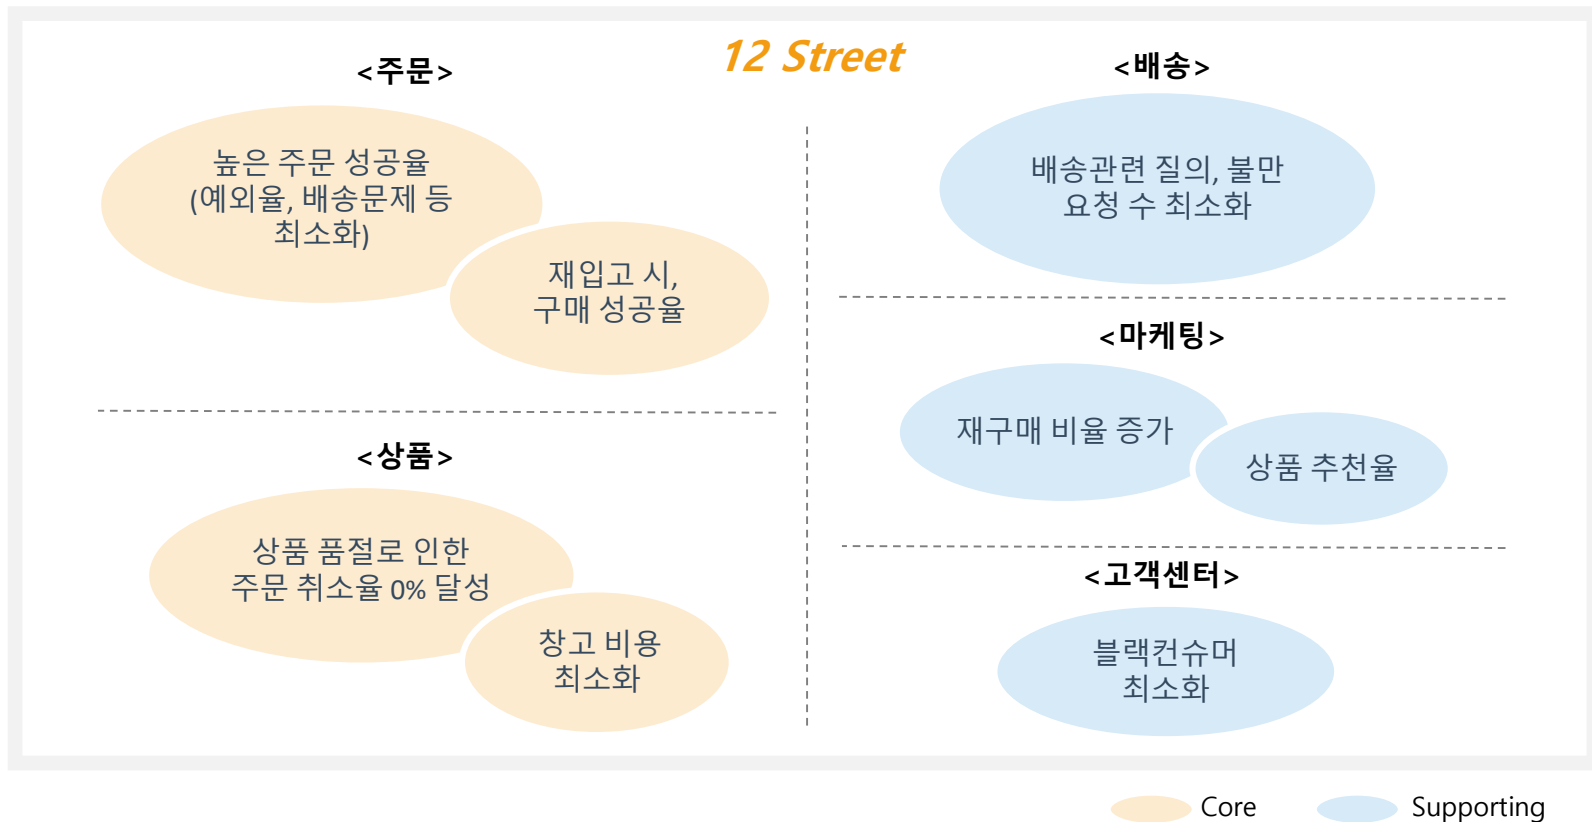 12 Street
<주문>
높은 주문 성공율
(예외율, 배송문제 등
최소화)
재입고 시,
구매 성공율
<상품>
상품 품절로 인한
주문 취소율 0% 달성
창고 비용
최소화
<배송>
배송관련 질의, 불만
요청 수 최소화
<마케팅>
재구매 비율 증가
상품 추천율
<고객센터>
블랙컨슈머
최소화
Core
Supporting